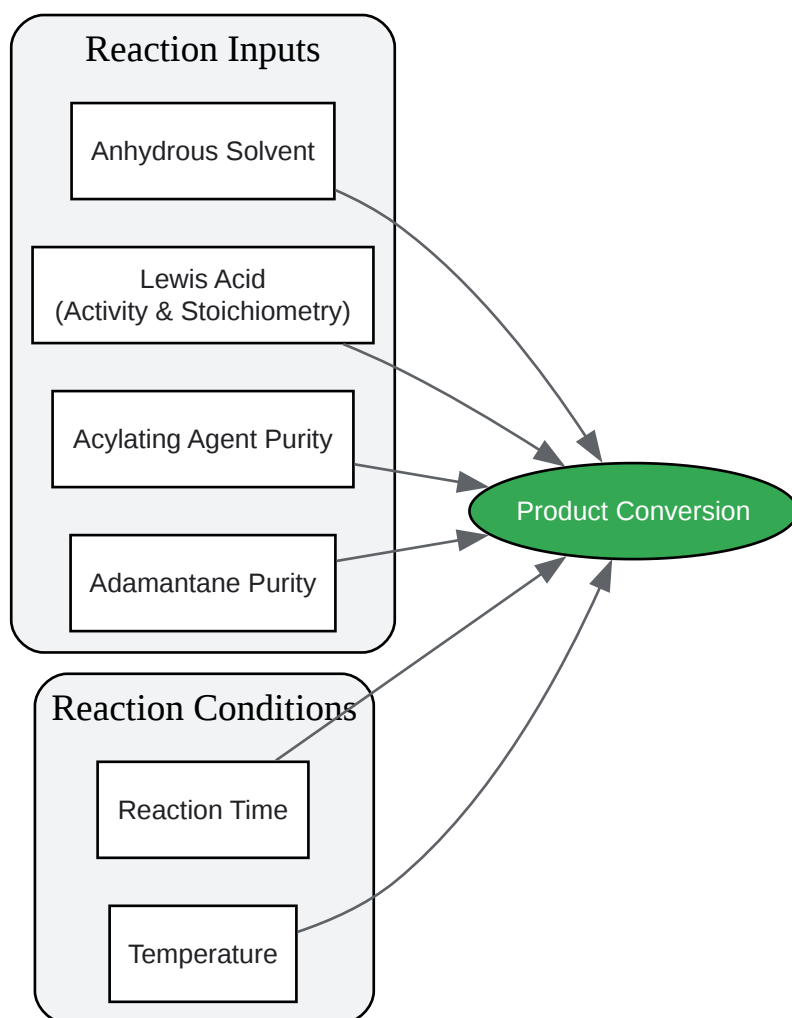 Reaction Inputs
Anhydrous Solvent
Lewis Acid
(Activity & Stoichiometry)
Acylating Agent Purity
Adamantane Purity
Product Conversion
Reaction Conditions
Reaction Time
Temperature